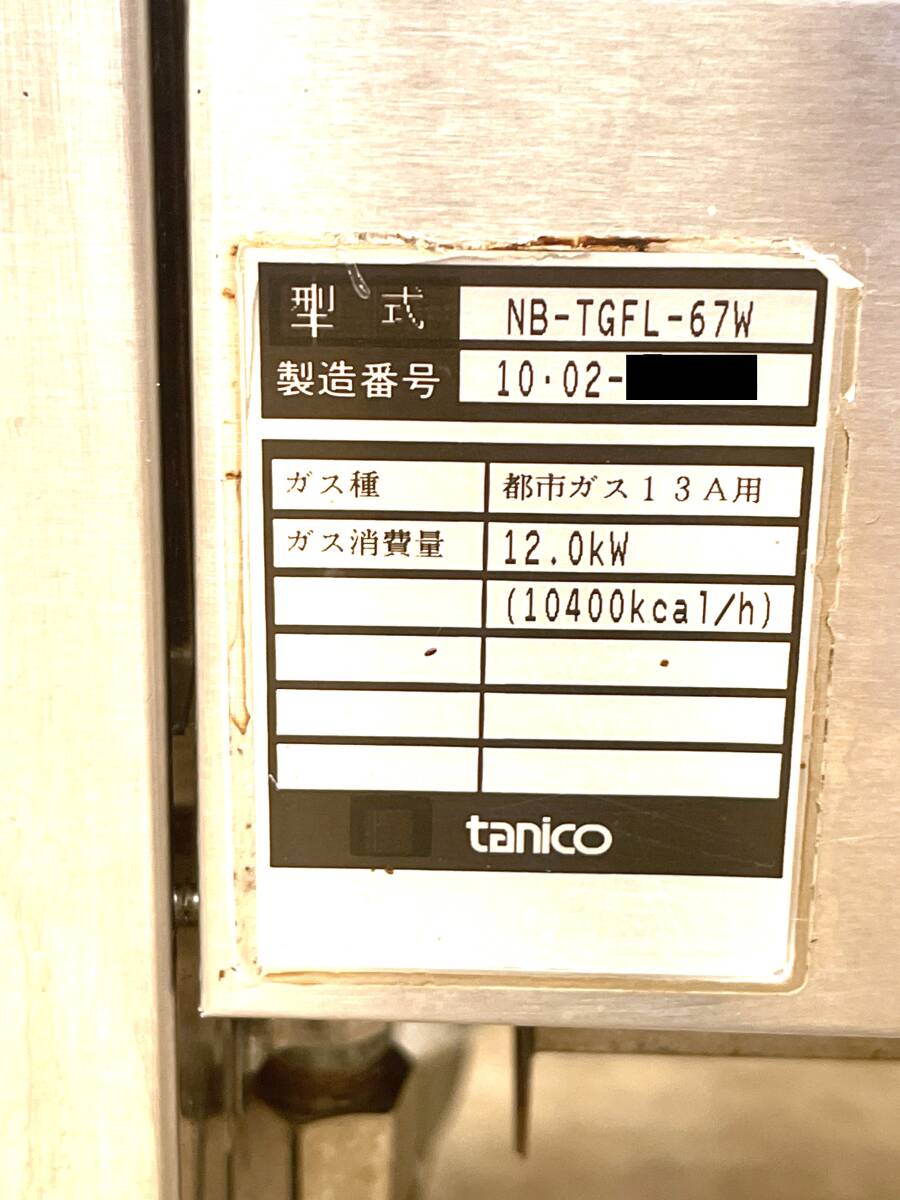 型式 NB-TGFL-67W
製造番号 10·02-
ガス種 都市ガス13A用
ガス消費量 12.0kW
(10400kcal/h)
tanico